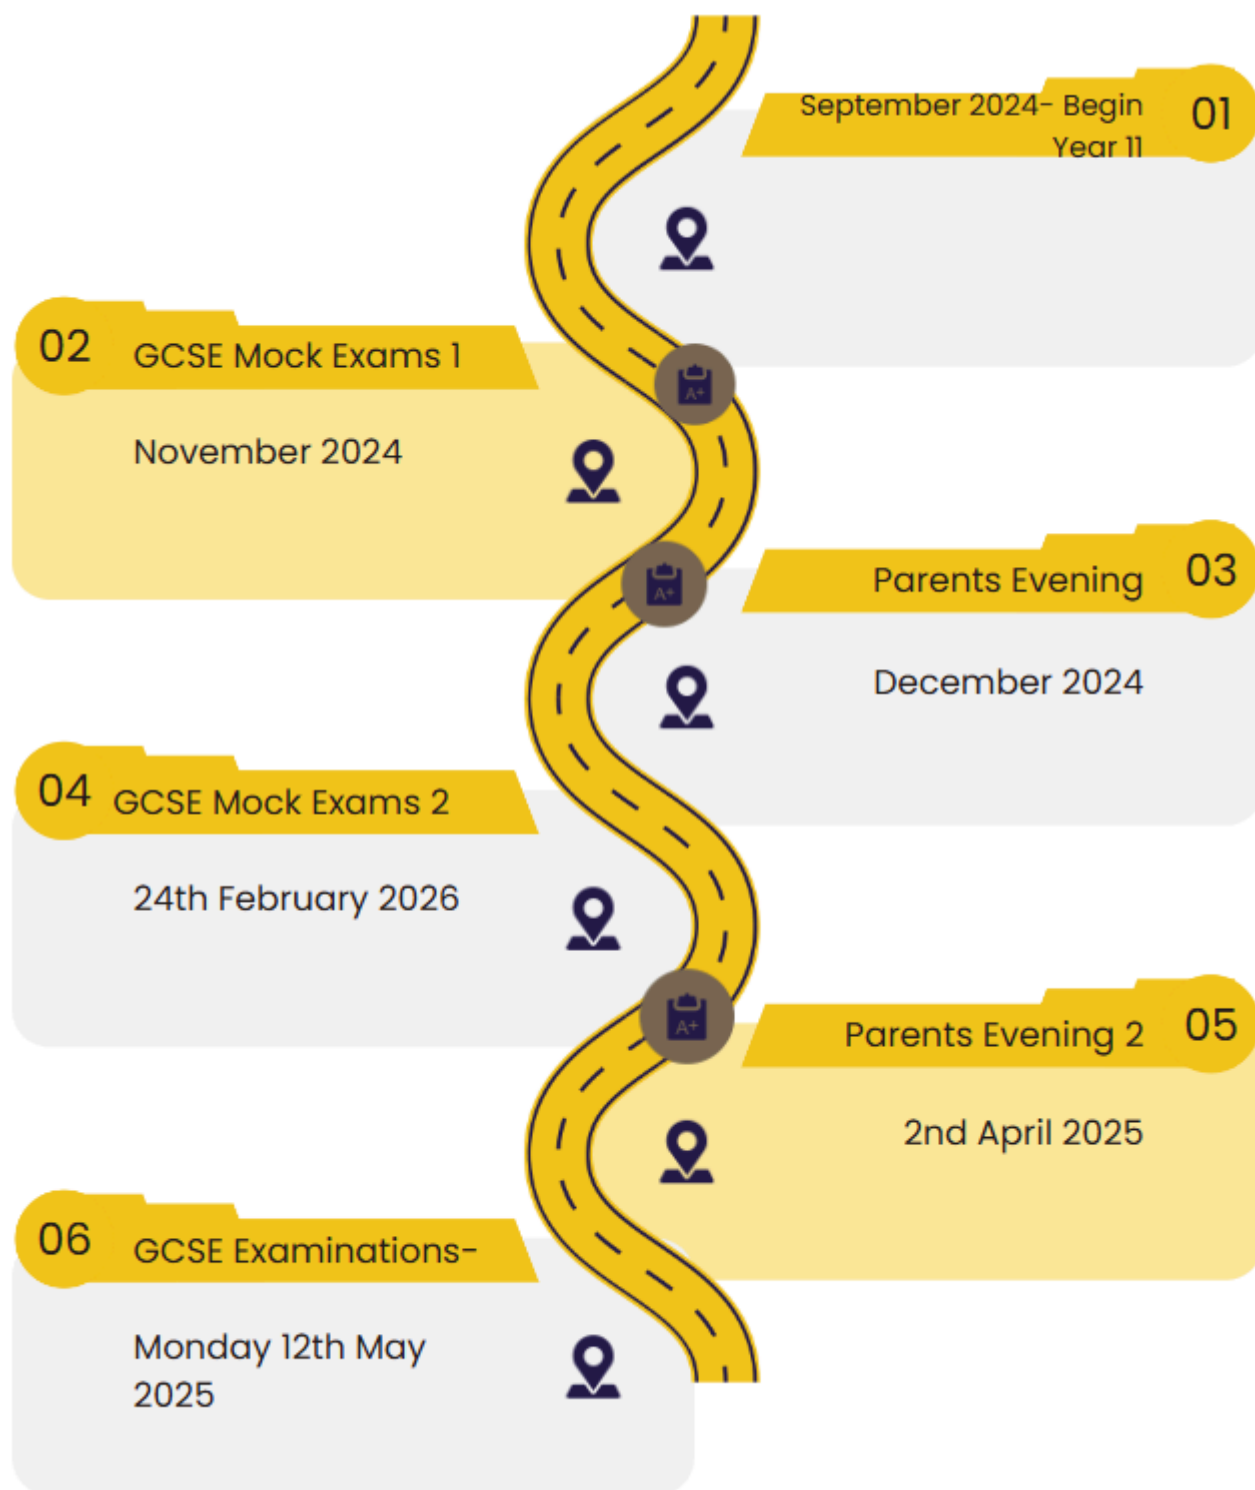 September 2024- Begin
Year 11
01
02
GCSE Mock Exams 1
November 2024
A+
A+
Parents Evening
03
December 2024
04
GCSE Mock Exams 2
24th February 2026
A+
Parents Evening 2
05
2nd April 2025
06
GCSE Examinations-
Monday 12th May
2025